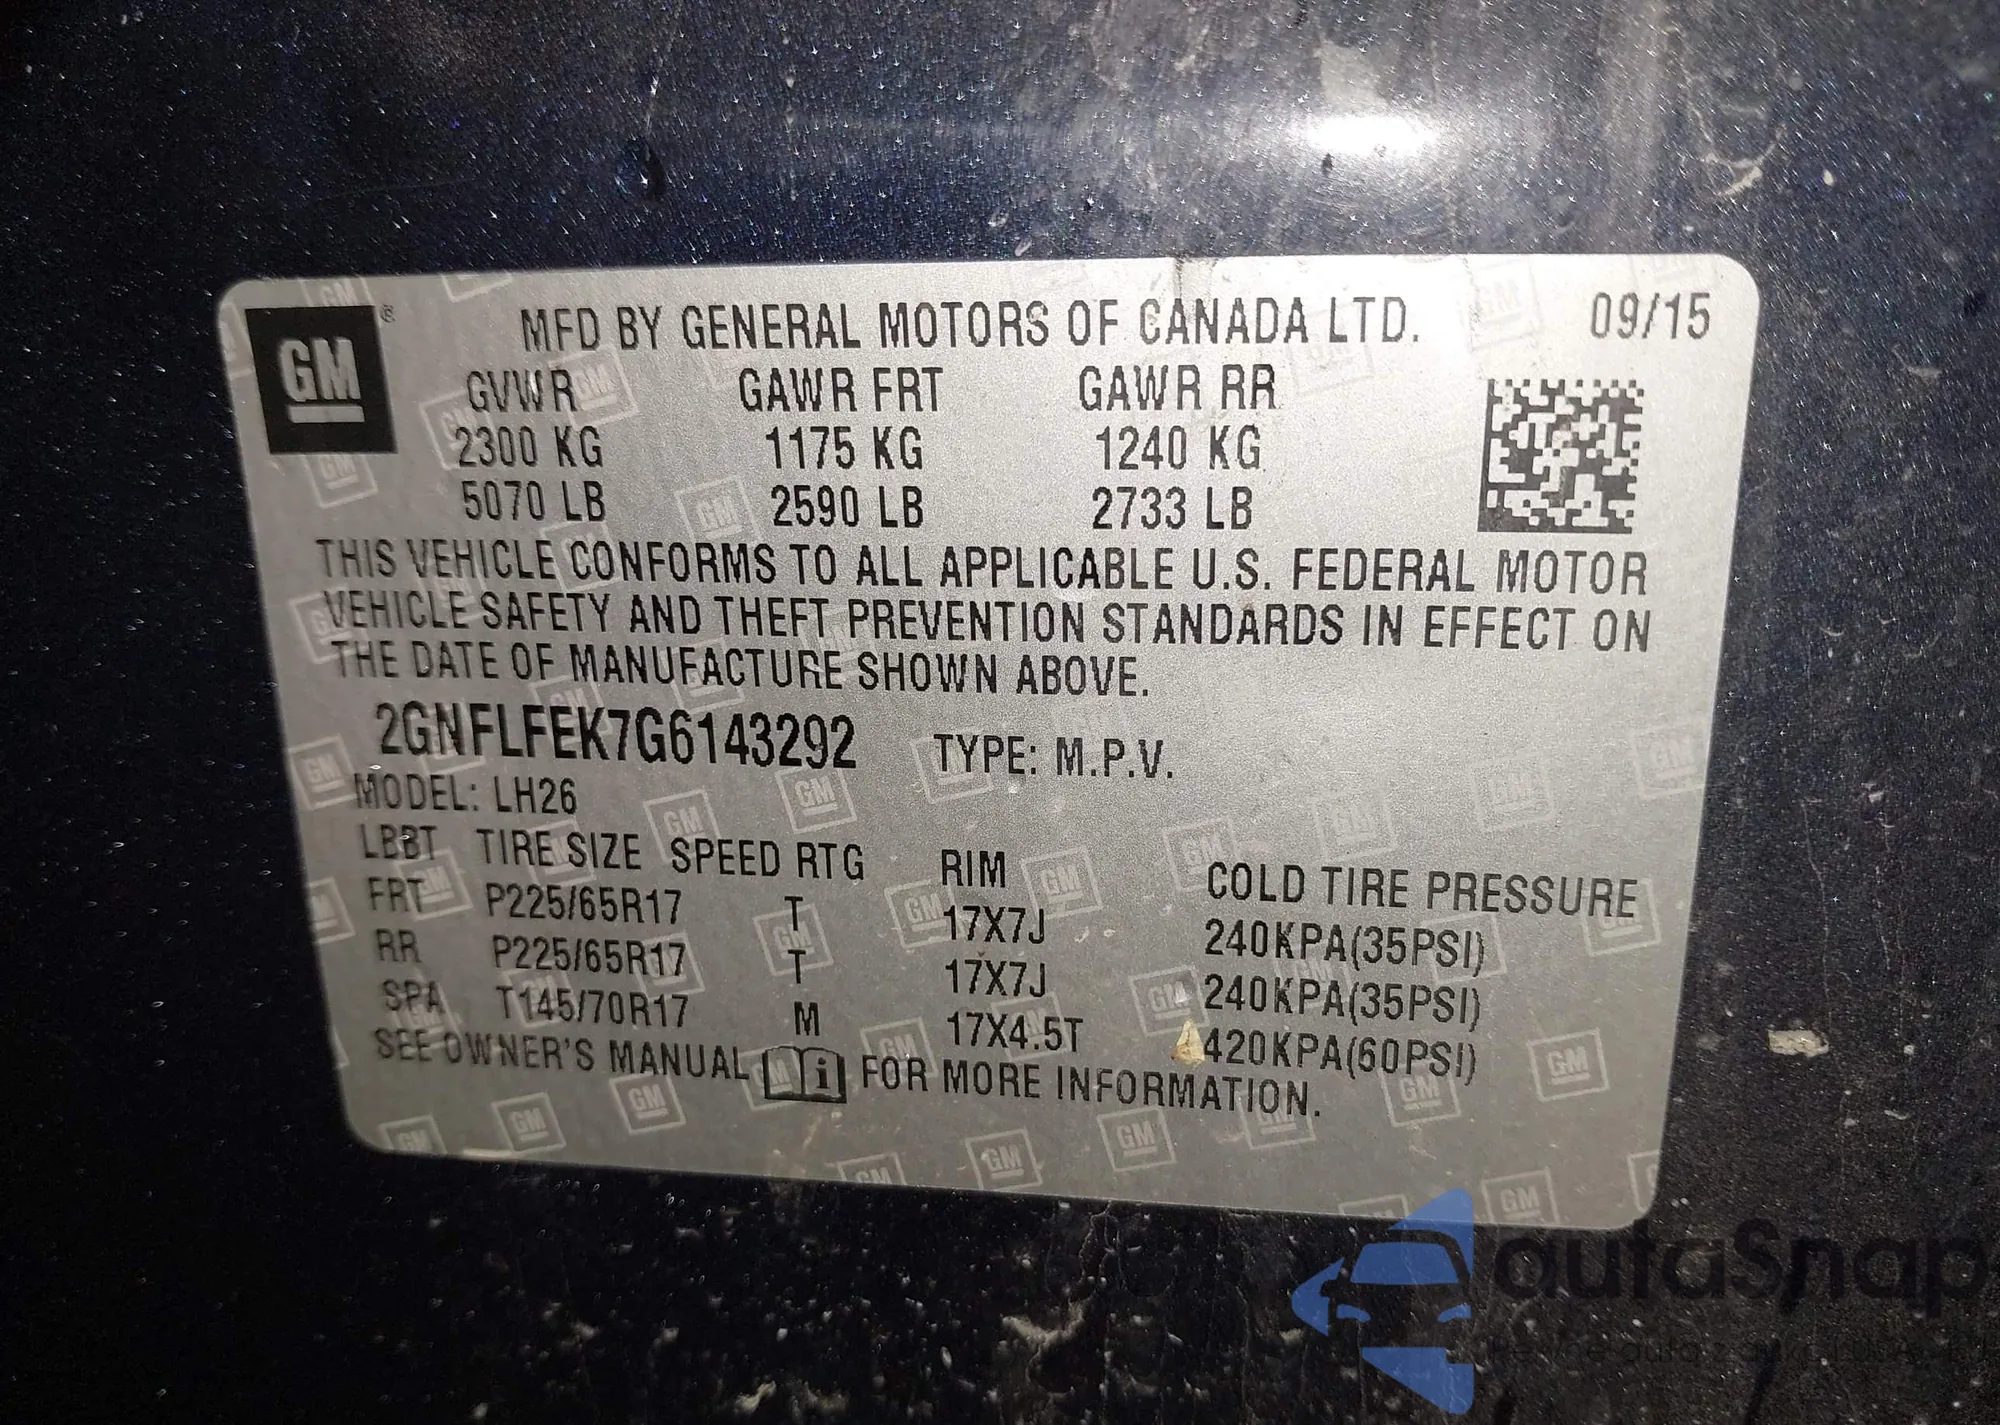 GM
MFD BY GENERAL MOTORS OF CANADA LTD. 09/15
GVWR GAWR FRT GAWR RR
2300 KG 1175 KG 1240 KG
5070 LB 2590 LB 2733 LB
THIS VEHICLE CONFORMS TO ALL APPLICABLE U.S. FEDERAL MOTOR
VEHICLE SAFETY AND THEFT PREVENTION STANDARDS IN EFFECT ON
THE DATE OF MANUFACTURE SHOWN ABOVE.
2GNFLFEK7G6143292 TYPE: M.P.V.
MODEL: LH26
LBBT TIRE SIZE SPEED RTG RIM COLD TIRE PRESSURE
FRT P225/65R17 T 17X7J 240KPA(35PSI)
RR P225/65R17 T 17X7J 240KPA(35PSI)
SPA T145/70R17 M 17X4.5T 420KPA(60PSI)
SEE OWNER'S MANUAL i FOR MORE INFORMATION.
autaSnap